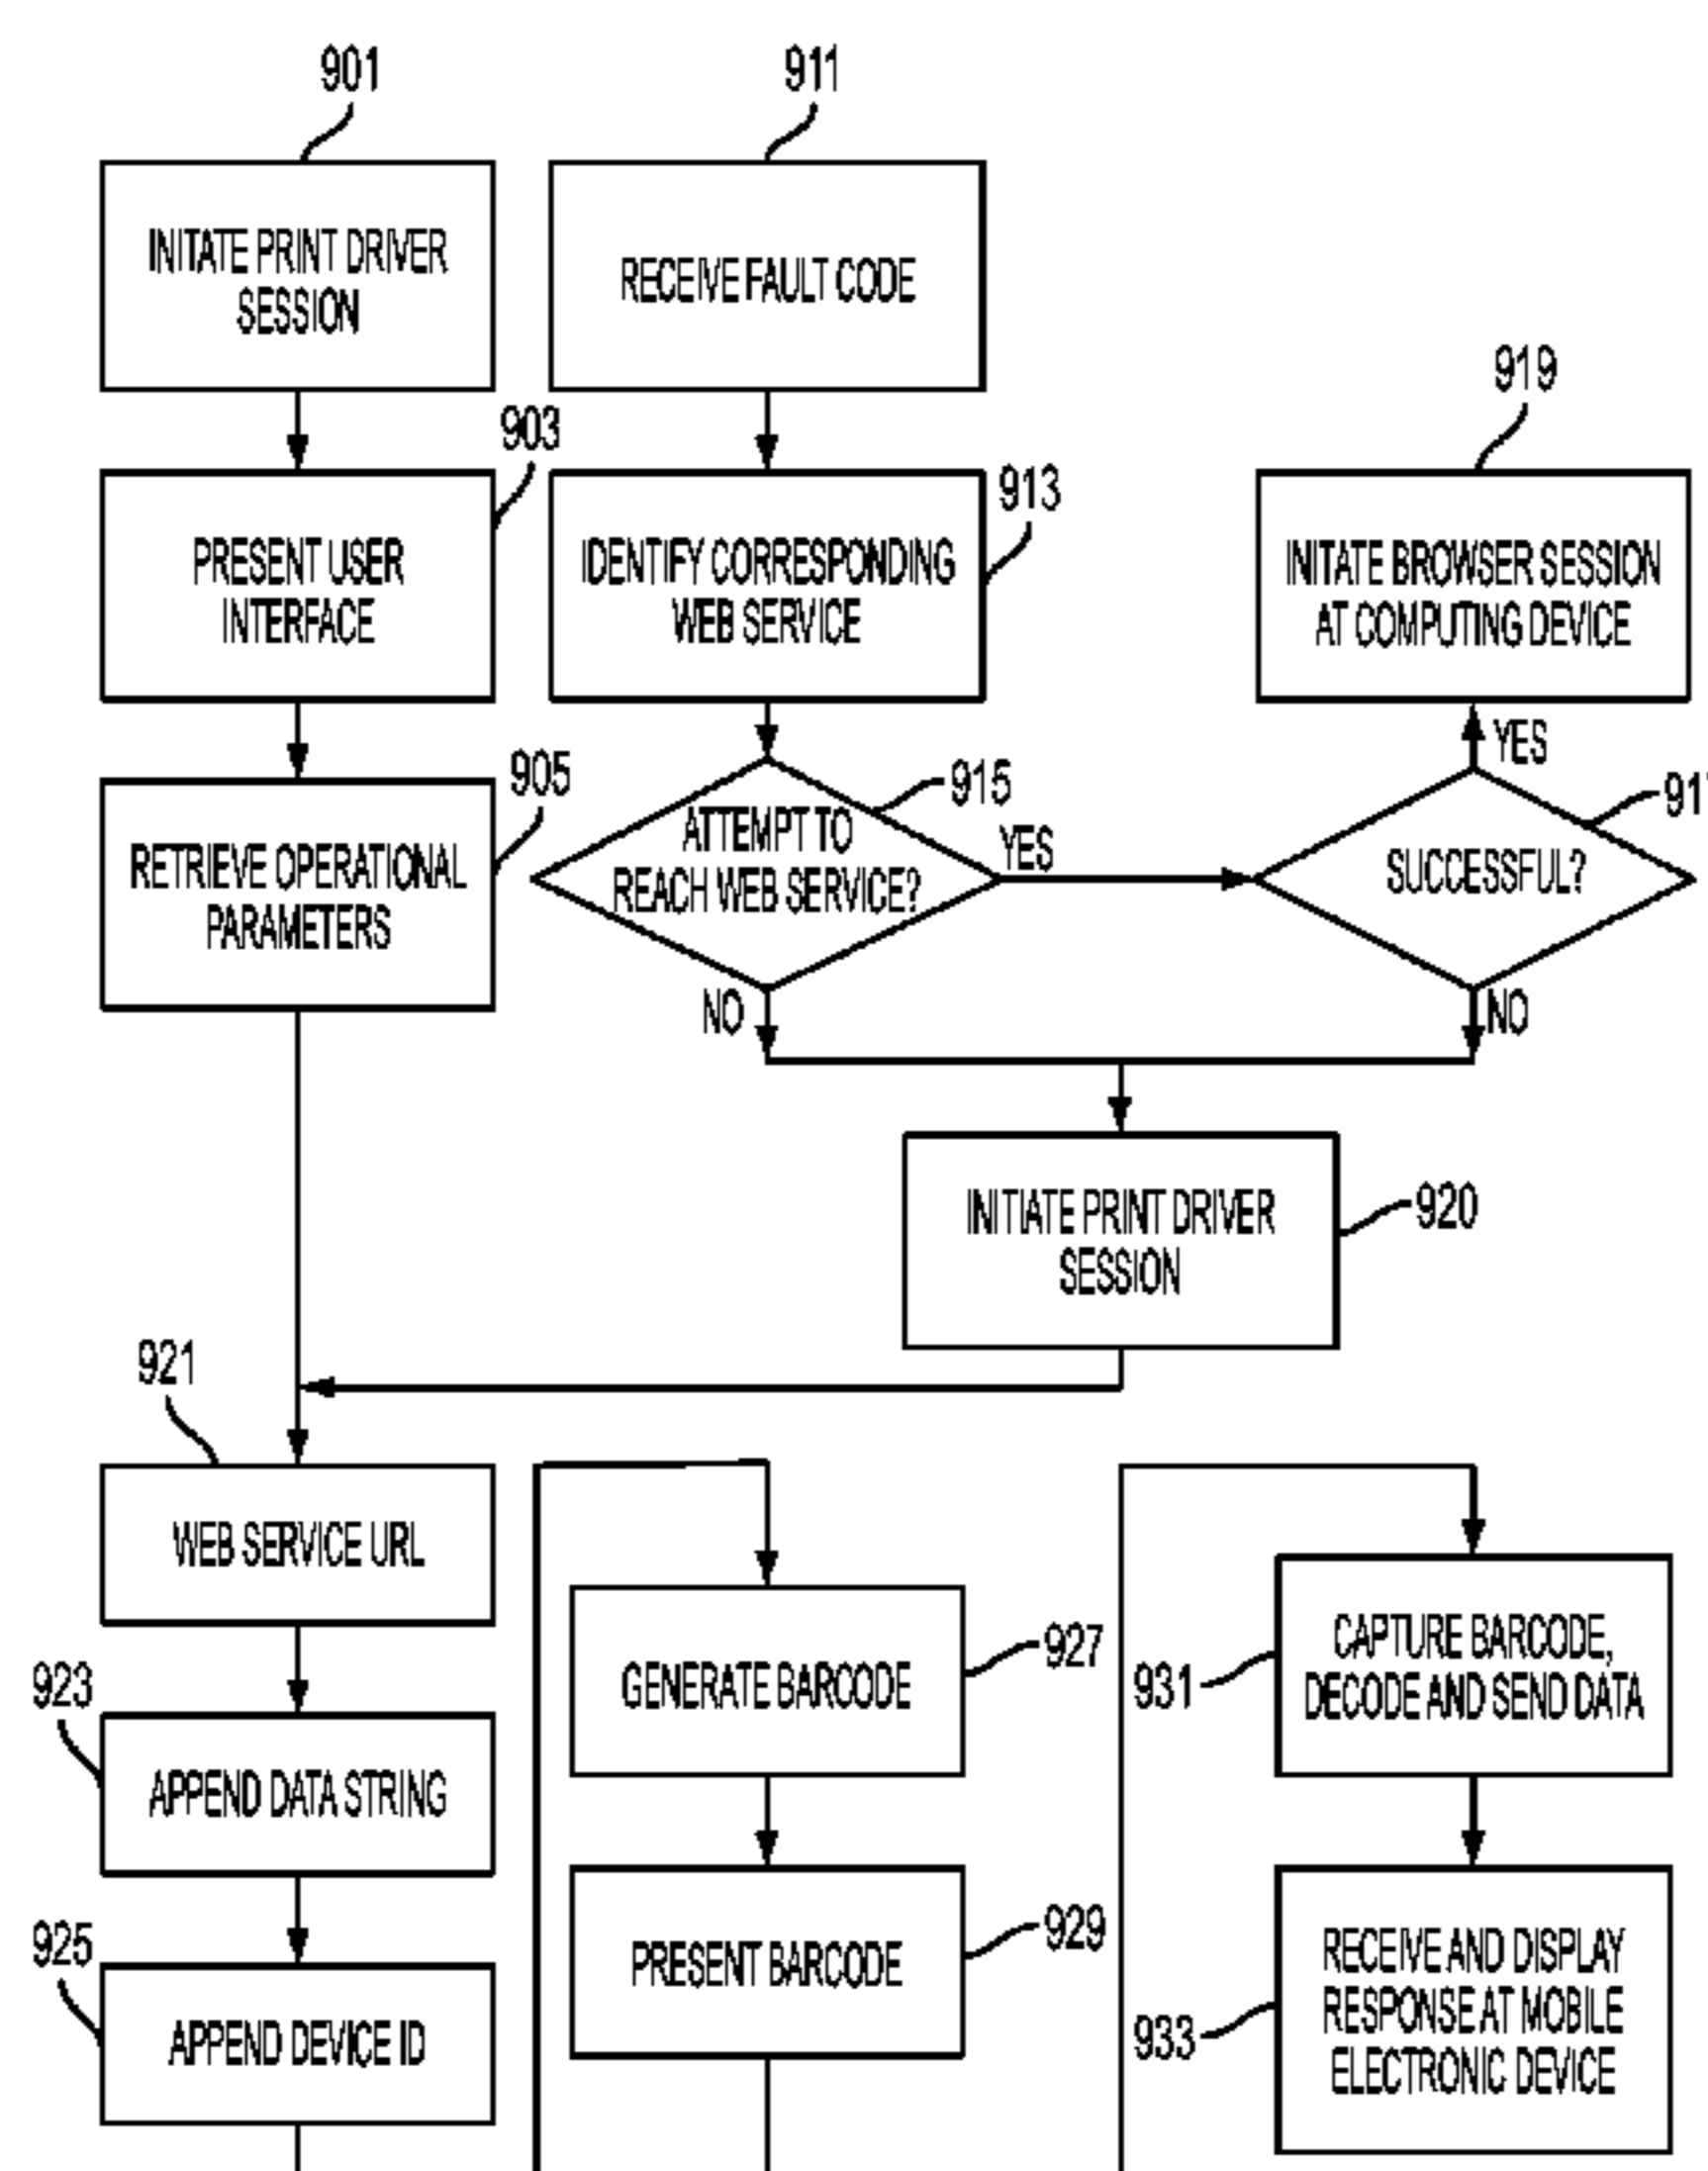 901
911
INITATE PRINT DRIVER
SESSION
RECEIVE FAULT CODE
919
903
913
PRESENT USER
INTERFACE
IDENTIFY CORRESPONDING
WEB SERVICE
INITATE BROWSER SESSION
AT COMPUTING DEVICE
YES
905
915
ATTEMPT TO
REACH WEB SERVICE?
YES
SUCCESSFUL?
RETRIEVE OPERATIONAL
PARAMETERS
NO
NO
INITIATE PRINT DRIVER
SESSION
920
921
WEB SERVICE URL
923
APPEND DATA STRING
925
APPEND DEVICE ID
GENERATE BARCODE
927
PRESENT BARCODE
929
931
CAPTURE BARCODE,
DECODE AND SEND DATA
933
RECEIVE AND DISPLAY
RESPONSE AT MOBILE
ELECTRONIC DEVICE